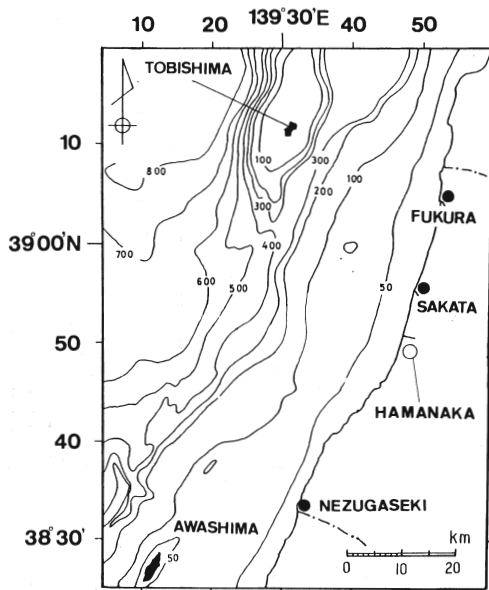 10 20 139°30'E 40 50
TOBISHIMA
10
800
100
300
200
100
300
FUKURA
39°00'N
700
400
600
500
50
SAKATA
50
HAMANAKA
40
NEZUGASEKI
AWASHIMA
38°30'
50
km
0 10 20